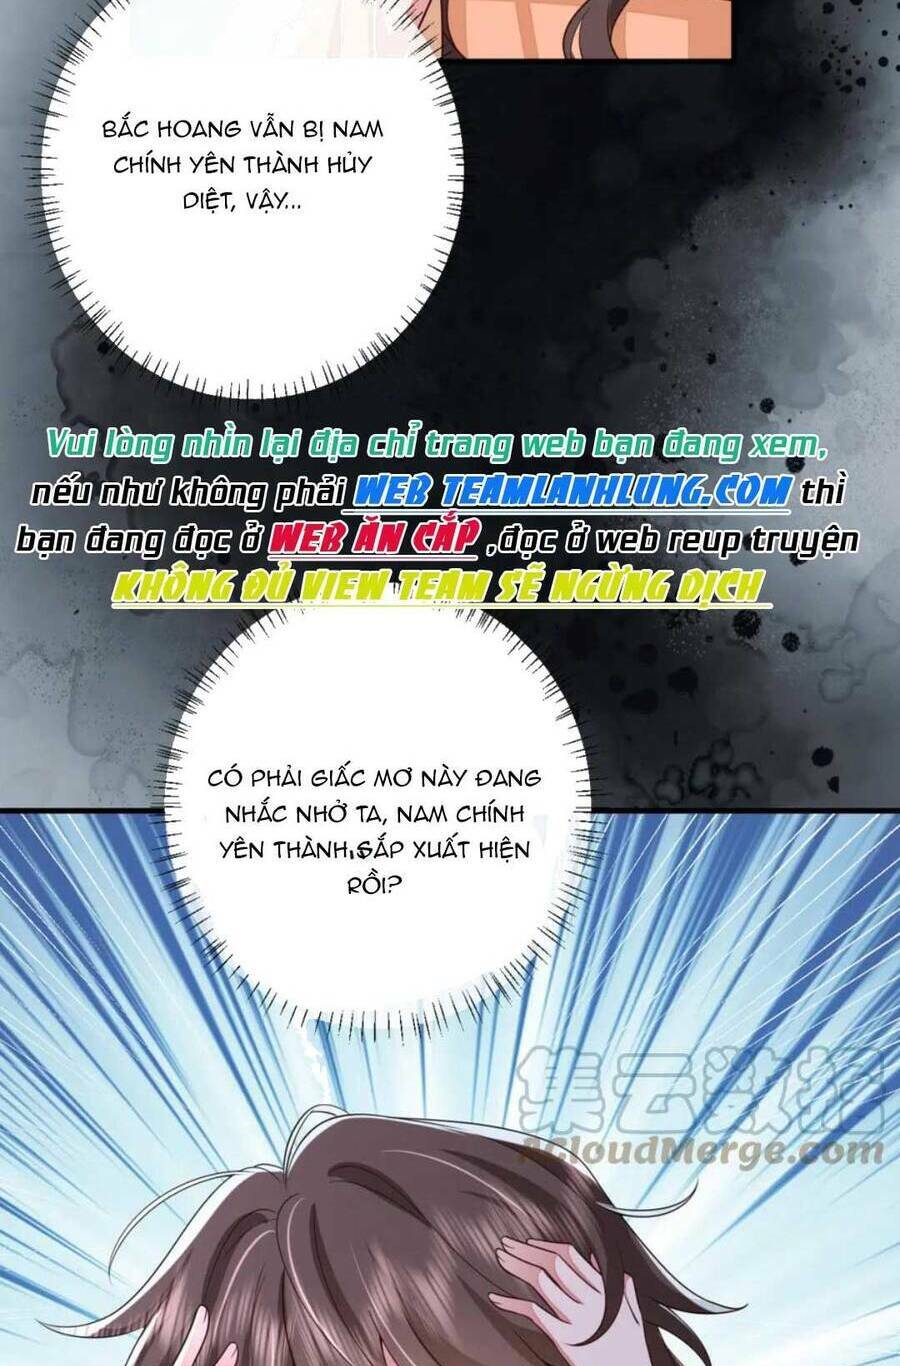 BẮC HOANG VẪN BỊ NAM
CHÍNH YÊN THÀNH HỦY
DIỆT, VẬY...
Vui lòng nhìn lại địa chỉ trang web bạn đang xem,
nếu như không phải WEB TEAMLANHLUNG.COM thì
bạn đang đọc ở WEB ĂN CẮP ,đọc ở web reup truyện
KHÔNG ĐỦ VIEW TEAM SẼ NGỪNG DỊCH
CÓ PHẢI GIẤC MƠ NÀY ĐANG
NHẮC NHỞ TA, NAM CHÍNH
YÊN THÀNH SẮP XUẤT HIỆN
RỒI?
集云数据
ACloudMerge.com